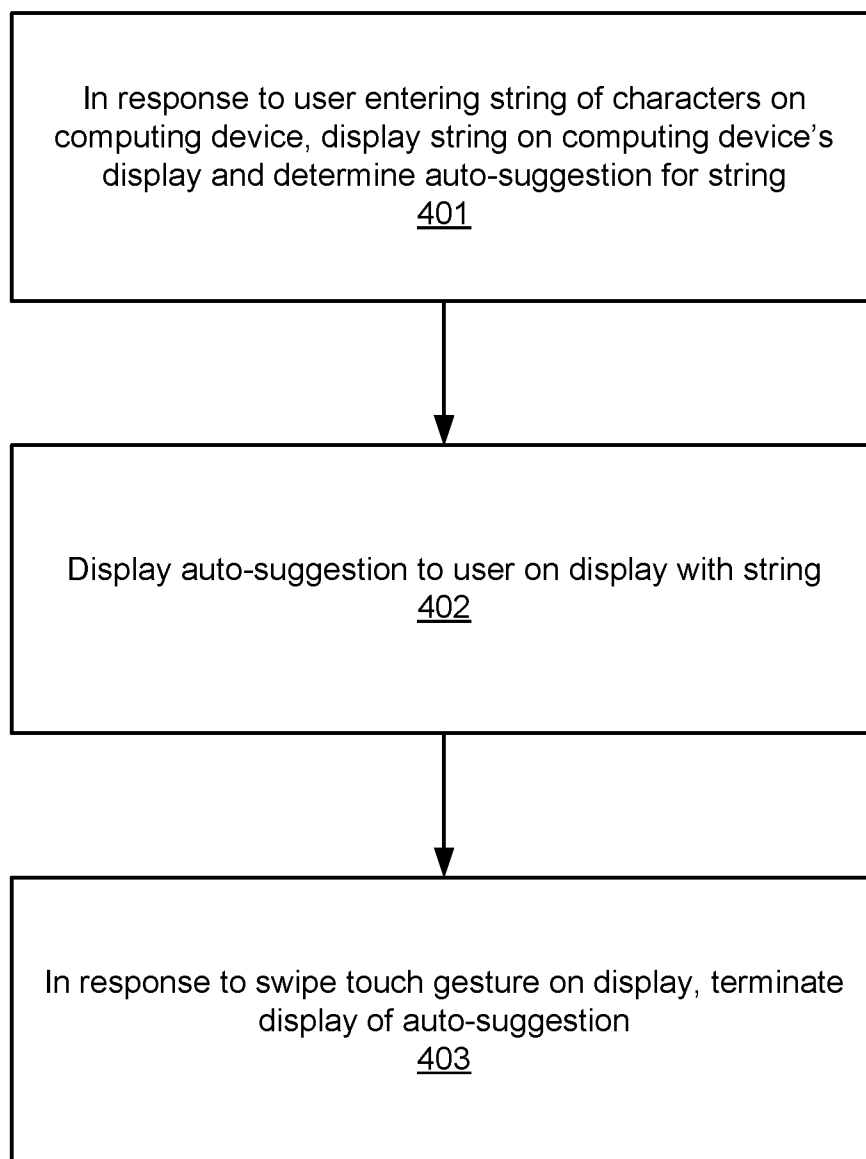 In response to user entering string of characters on
computing device, display string on computing device’s
display and determine auto-suggestion for string
401
Display auto-suggestion to user on display with string
402
In response to swipe touch gesture on display, terminate
display of auto-suggestion
403